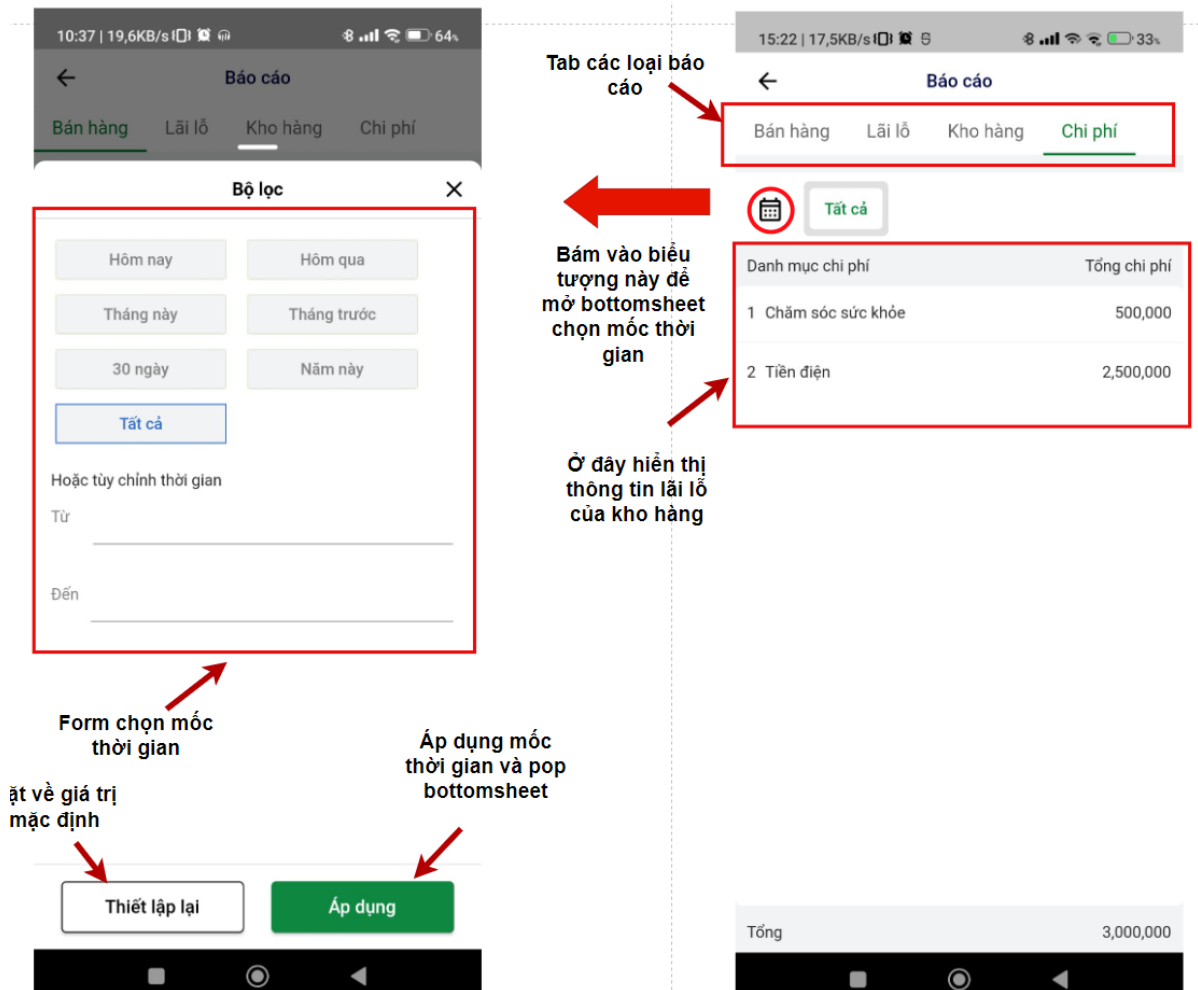 10:37 | 19,6KB/s
64%
Báo cáo
Bán hàng Lãi lỗ Kho hàng Chi phí
Bộ lọc
Hôm nay Hôm qua
Tháng này Tháng trước
30 ngày Năm này
Tất cả
Hoặc tùy chỉnh thời gian
Từ
Đến
Form chọn mốc
thời gian
Áp dụng mốc
thời gian và pop
bottomsheet
ặt về giá trị
mặc định
Thiết lập lại Áp dụng
Tab các loại báo
cáo
Bám vào biểu
tượng này để
mở bottomsheet
chọn mốc thời
gian
Ở đây hiển thị
thông tin lãi lỗ
của kho hàng
15:22 | 17,5KB/s
33%
Báo cáo
Bán hàng Lãi lỗ Kho hàng Chi phí
Tất cả
Danh mục chi phí Tổng chi phí
1 Chăm sóc sức khỏe 500,000
2 Tiền điện 2,500,000
Tổng 3,000,000